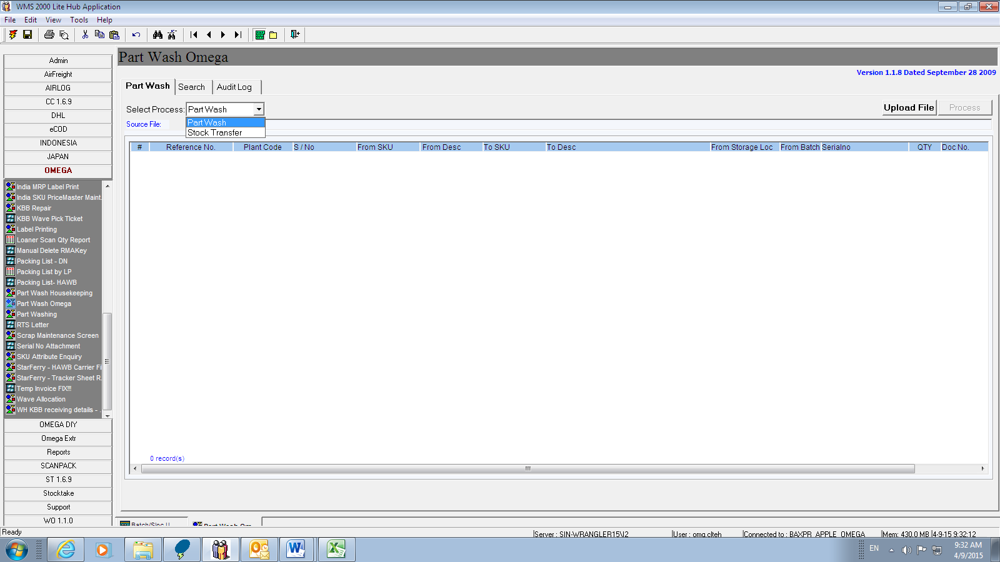 WMS 2000 Lite Hub Application
File Edit View Tools Help
Part Wash Omega
Version 1.1.8 Dated September 28 2009
Part Wash Search Audit Log
Select Process: Part Wash
Upload File Process
Part Wash
Source File:
Stock Transfer
# Reference No. Plant Code S / No From SKU From Desc To SKU To Desc From Storage Loc From Batch Serialno QTY Doc No.
0 record(s)
Admin
AirFreight
AIRLOG
CC 1.6.9
DHL
eCOD
INDONESIA
JAPAN
OMEGA
India MRP Label Print
India SKU PriceMaster Maint.
KBB Repair
KBB Wave Pick TIcket
Label Printing
Loaner Scan Qty Report
Manual Delete RMAKey
Packing List - DN
Packing List by LP
Packing List- HAWB
Part Wash Housekeeping
Part Wash Omega
Part Washing
RTS Letter
Scrap Maintenance Screen
Serial No Attachment
SKU Attribute Enquiry
StarFerry - HAWB Carrier Fi
StarFerry - Tracker Sheet R.
Temp Invoice FIX!!!
Wave Allocation
WH KBB receiving details - .
OMEGA DIY
Omega Extr
Reports
SCANPACK
ST 1.6.9
Stocktake
Support
WO 1.1.0
Batch/Sloc U Part Wash Om
Ready
Server : SIN-WRANGLER15\I2 User : omg.clteh Connected to : BAXPR_APPLE_OMEGA Mem: 430.0 MB 4-9-15 9:32:12
EN
9:32 AM
4/9/2015